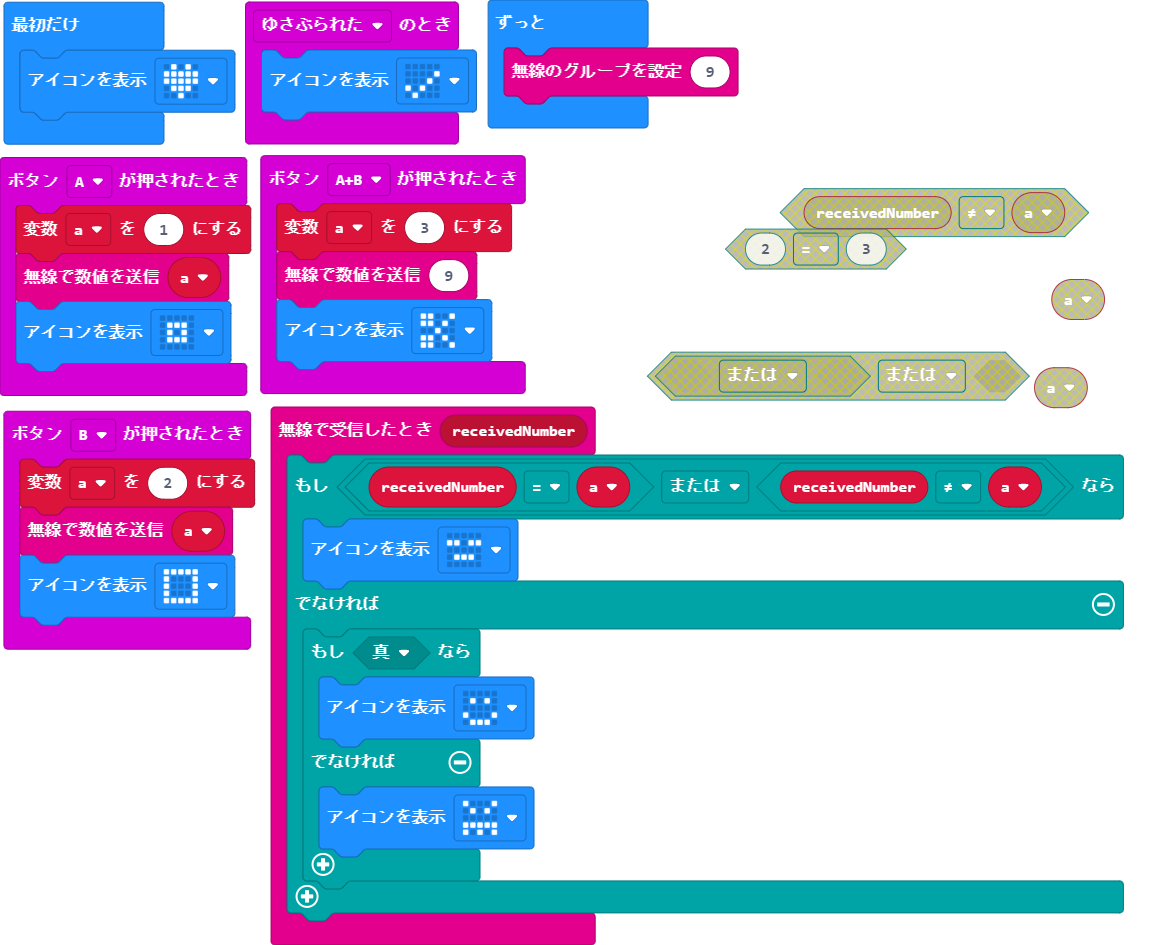 最初だけ
アイコンを表示
ゆさぶられた のとき
アイコンを表示
ずっと
無線のグループを設定 9
ボタン A が押されたとき
変数 a を 1 にする
無線で数値を送信 a
アイコンを表示
ボタン A+B が押されたとき
変数 a を 3 にする
無線で数値を送信 9
アイコンを表示
receivedNumber ≠ a
2 = 3
a
または または
a
ボタン B が押されたとき
変数 a を 2 にする
無線で数値を送信 a
アイコンを表示
無線で受信したとき receivedNumber
もし receivedNumber = a または receivedNumber ≠ a なら
アイコンを表示
でなければ
もし 真 なら
アイコンを表示
でなければ
アイコンを表示